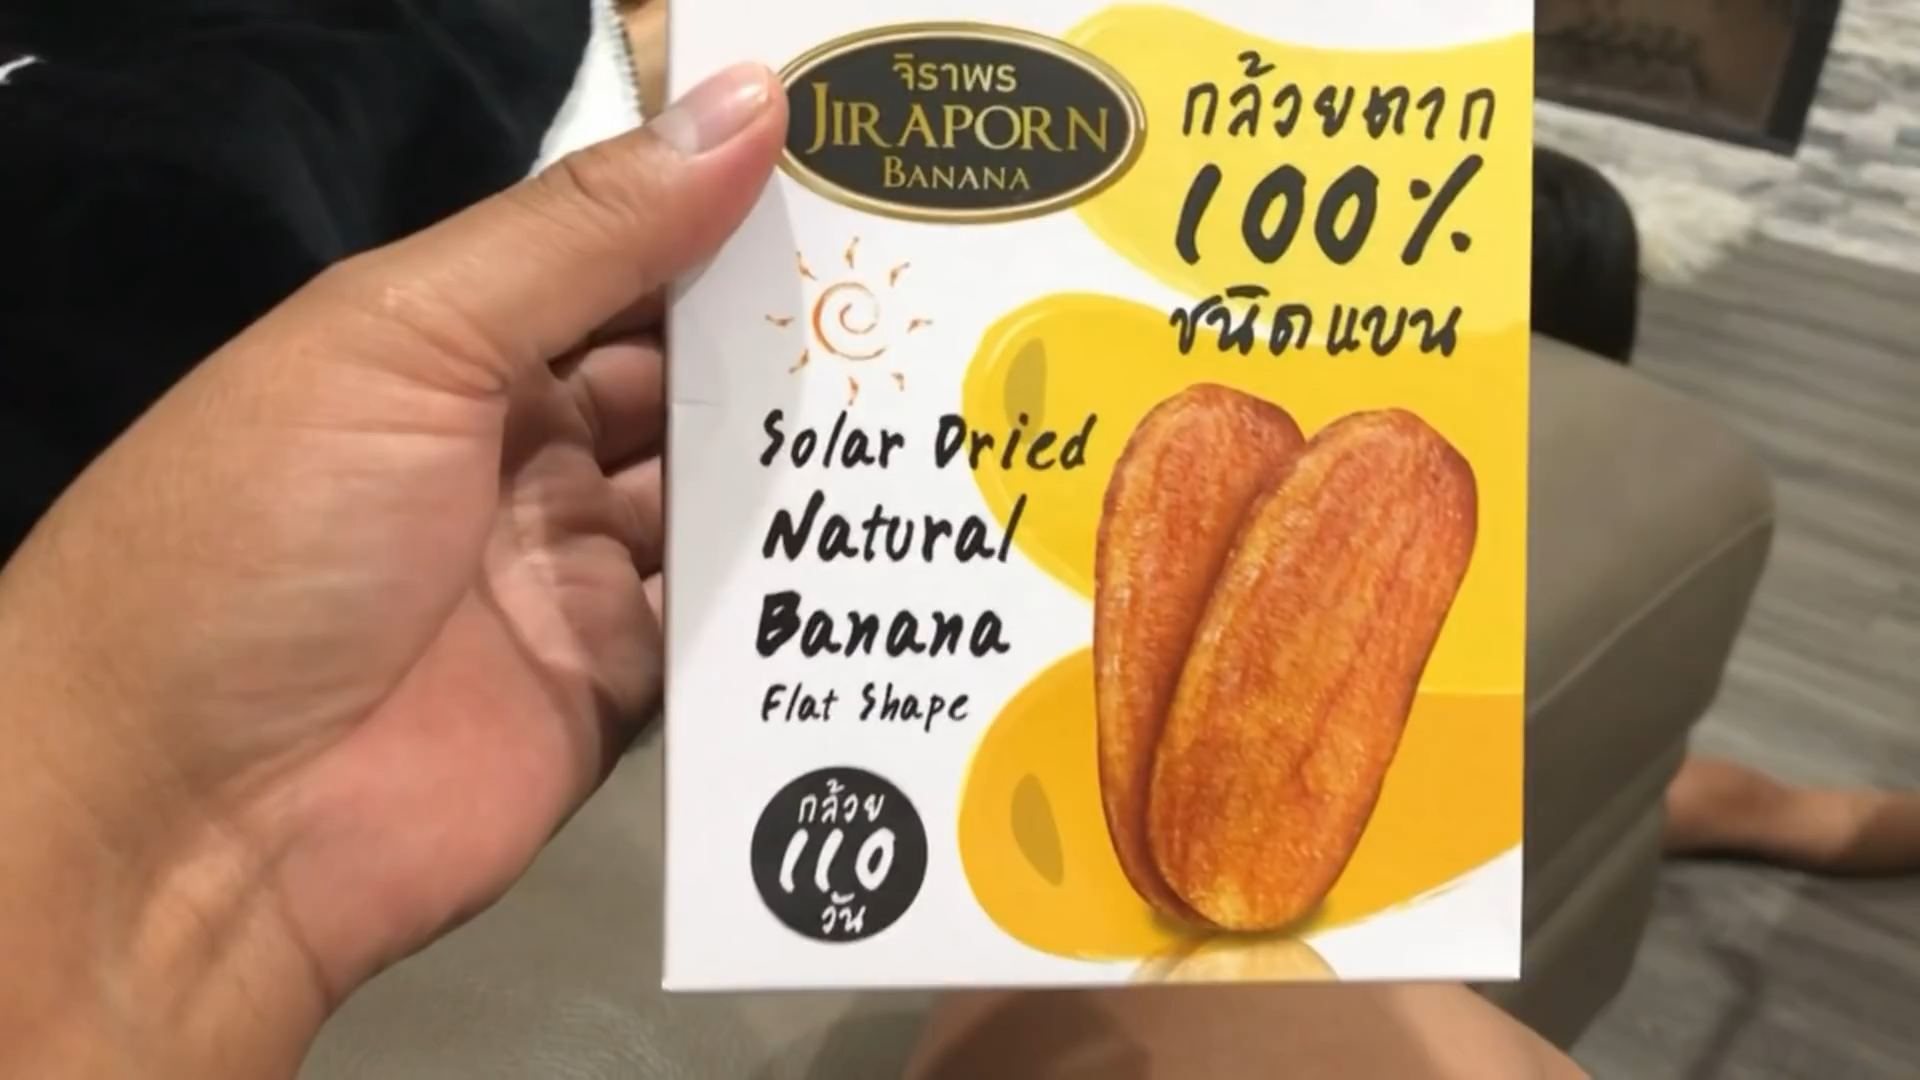 จิราพร
JIRAPORN
BANANA
กล้วยตาก
100%
ชนิดแบน
Solar Dried
Natural
Banana
Flat Shape
กล้วย
110
วัน